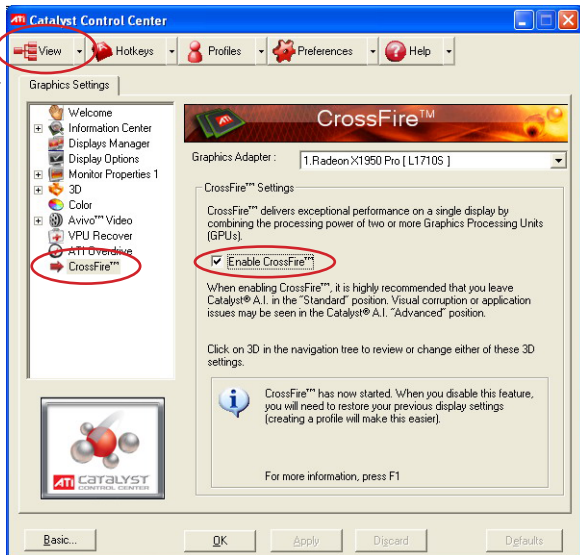 ATI Catalyst Control Center
View Hotkeys Profiles Preferences Help
Graphics Settings
Welcome
Information Center
Displays Manager
Display Options
Monitor Properties 1
3D
Color
Avivo™ Video
VPU Recover
ATI Overdrive
CrossFire™
ATI CATALYST
CONTROL CENTER
CrossFire™
Graphics Adapter :
1.Radeon X1950 Pro [ L1710S ]
CrossFire™ Settings
CrossFire™ delivers exceptional performance on a single display by
combining the processing power of two or more Graphics Processing Units
(GPUs).
Enable CrossFire™
When enabling CrossFire™, it is highly recommended that you leave
Catalyst® A.I. in the "Standard" position. Visual corruption or application
issues may be seen in the Catalyst® A.I. "Advanced" position.
Click on 3D in the navigation tree to review or change either of these 3D
settings.
CrossFire™ has now started. When you disable this feature,
you will need to restore your previous display settings
(creating a profile will make this easier).
For more information, press F1
Basic... OK Apply Discard Defaults